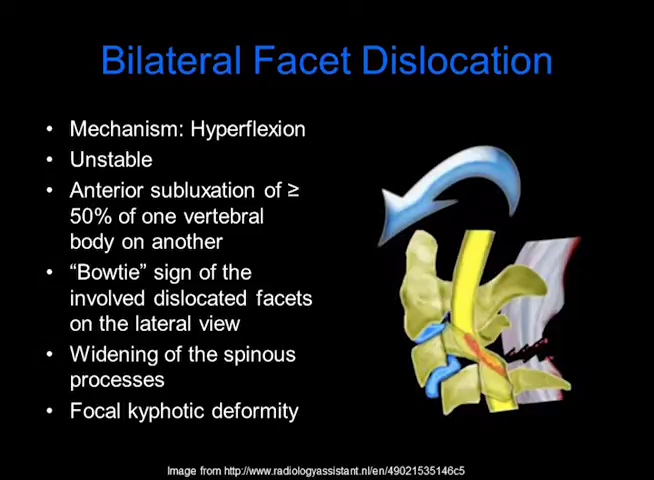 Bilateral Facet Dislocation
• Mechanism: Hyperflexion
• Unstable
• Anterior subluxation of ≥
50% of one vertebral
body on another
• “Bowtie” sign of the
involved dislocated facets
on the lateral view
• Widening of the spinous
processes
• Focal kyphotic deformity
Image from http://www.radiologyassistant.nl/en/49021535146c5